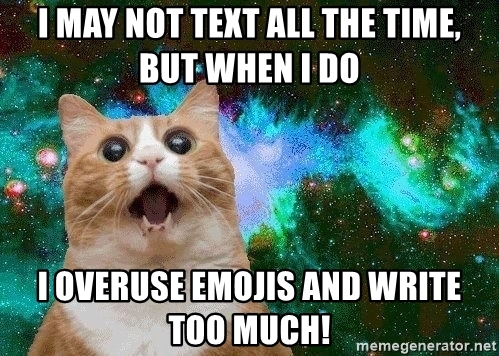 I MAY NOT TEXT ALL THE TIME,
BUT WHEN I DO
I OVERUSE EMOJIS AND WRITE
TOO MUCH!
memegenerator.net